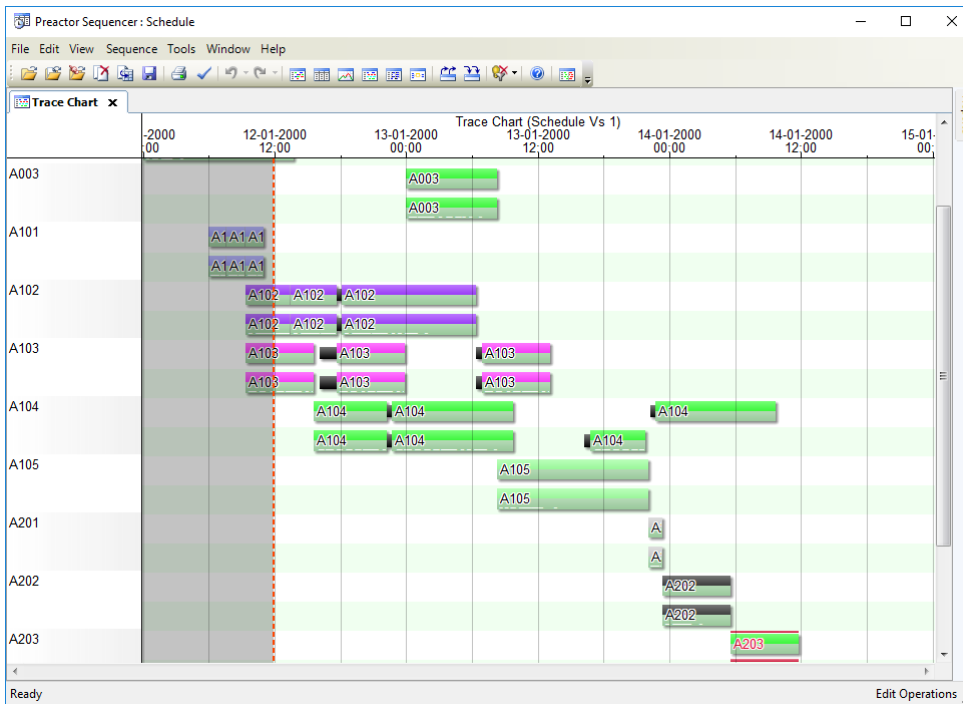 Preactor Sequencer : Schedule
File Edit View Sequence Tools Window Help
Trace Chart x
Trace Chart (Schedule Vs 1)
-2000 12-01-2000 13-01-2000 13-01-2000 14-01-2000 14-01-2000 15-01-
:00 12:00 00:00 12:00 00:00 12:00 00:
A003 A003
A003
A101 A1 A1 A1
A1 A1 A1
A102 A102 A102 A102
A102 A102 A102
A103 A103 A103 A103
A103 A103 A103
A104 A104 A104 A104
A104 A104 A104
A105 A105
A105
A201 A
A
A202 A202
A202
A203 A203
Ready Edit Operations